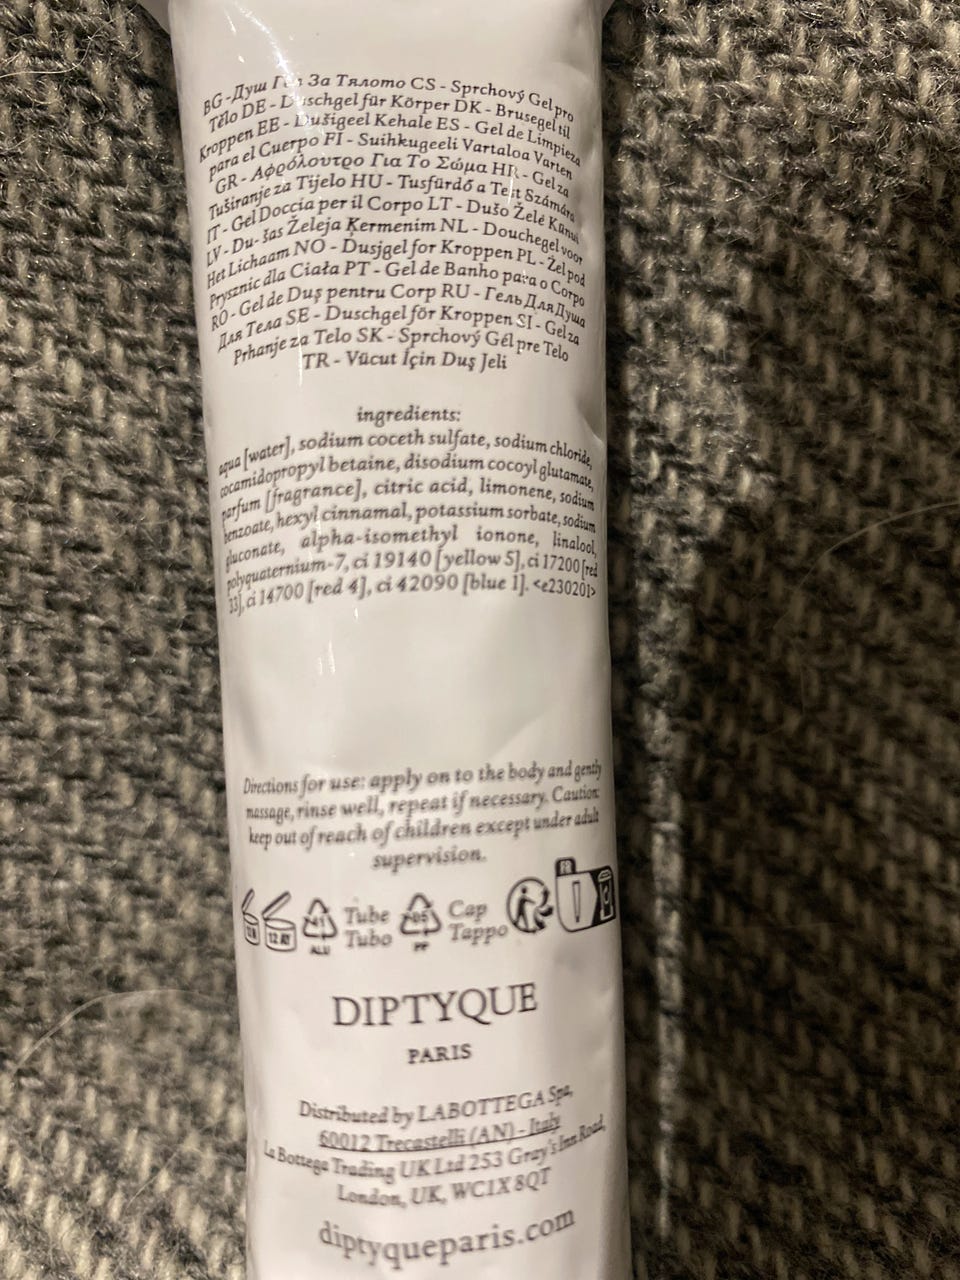 BG - Душ Гел За Тялото CS - Sprchový Gel pro
Tělo DE - Duschgel für Körper DK - Brusegel til
Kroppen EE - Dušigeel Kehale ES - Gel de Limpieza
para el Cuerpo FI - Suihkugeeli Vartaloa Varten
GR - Αφρόλουτρο Για Το Σώμα HR - Gel za
Tuširanje za Tijelo HU - Tusfürdő a Test Számára
IT - Gel Doccia per il Corpo LT - Dušo Želė Kūnui
LV - Du- šas Želeja Ķermenim NL - Douchegel voor
Het Lichaam NO - Dusjgel for Kroppen PL - Żel pod
Prysznic dla Ciała PT - Gel de Banho para o Corpo
RO - Gel de Duş pentru Corp RU - Гель Для Душа
Для Тела SE - Duschgel för Kroppen SI - Gel za
Prhanje za Telo SK - Sprchový Gél pre Telo
TR - Vücut İçin Duş Jeli
ingredients:
aqua [water], sodium coceth sulfate, sodium chloride,
cocamidopropyl betaine, disodium cocoyl glutamate,
parfum [fragrance], citric acid, limonene, sodium
benzoate, hexyl cinnamal, potassium sorbate, sodium
gluconate, alpha-isomethyl ionone, linalool,
polyquaternium-7, ci 19140 [yellow 5], ci 17200 [red
33], ci 14700 [red 4], ci 42090 [blue 1]. <e230201>
Directions for use: apply on to the body and gently
massage, rinse well, repeat if necessary. Caution:
keep out of reach of children except under adult
supervision.
12M 12 AY 41 ALU Tube Tubo 05 PP Cap Tappo FR
DIPTYQUE
PARIS
Distributed by LABOTTEGA Spa,
60012 Trecastelli (AN) - Italy
La Bottega Trading UK Ltd 253 Gray's Inn Road,
London, UK, WC1X 8QT
diptyqueparis.com